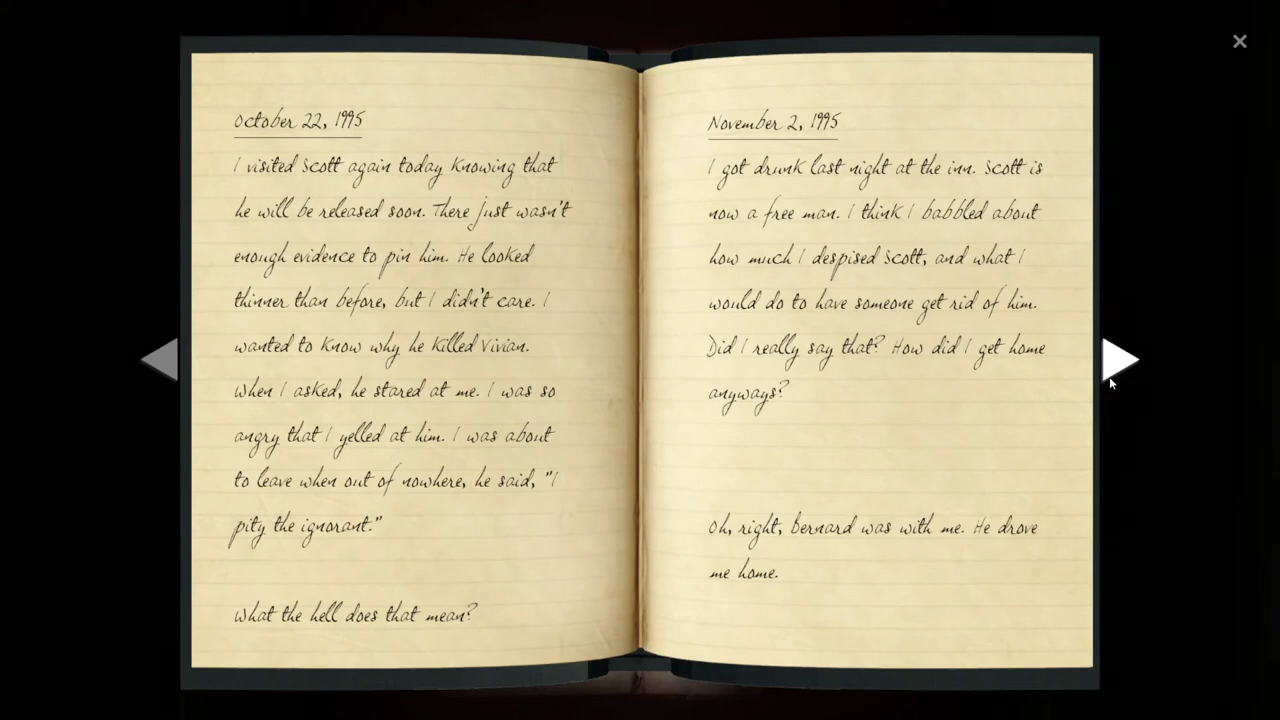 October 22, 1995
I visited Scott again today knowing that
he will be released soon. There just wasn't
enough evidence to pin him. He looked
thinner than before, but I didn't care. I
wanted to know why he killed Vivian.
When I asked, he stared at me. I was so
angry that I yelled at him. I was about
to leave when out of nowhere, he said, "I
pity the ignorant."
What the hell does that mean?
November 2, 1995
I got drunk last night at the inn. Scott is
now a free man. I think I babbled about
how much I despised Scott, and what I
would do to have someone get rid of him.
Did I really say that? How did I get home
anyways?
Oh, right, Bernard was with me. He drove
me home.